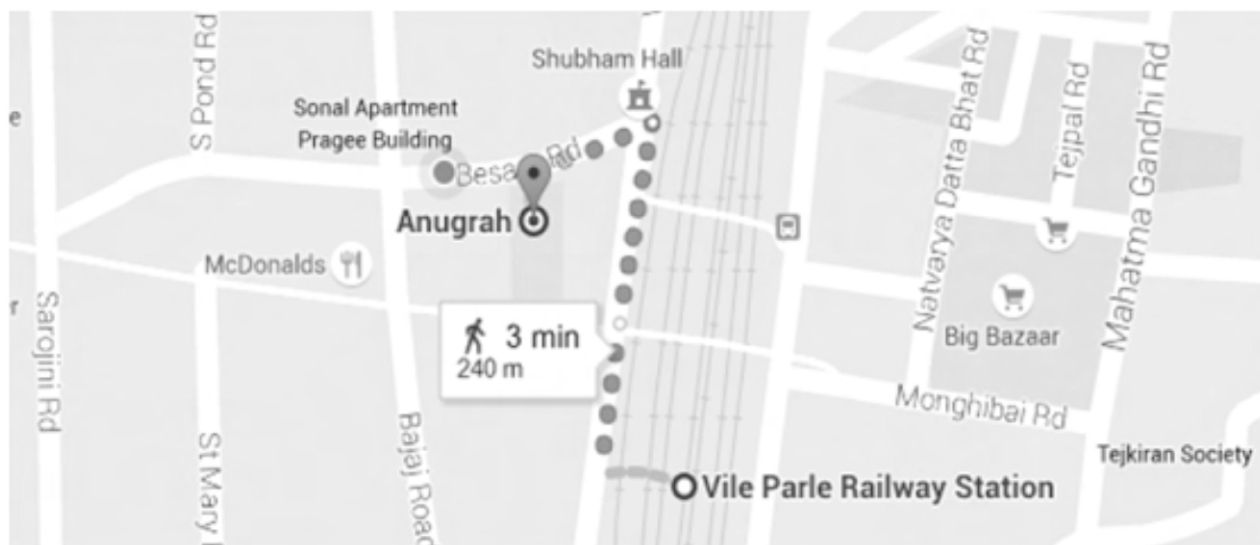 Shubham Hall
S Pond Rd
Sonal Apartment
Pragee Building
e
Natvarya Datta Bhat Rd
Tejpal Rd
Mahatma Gandhi Rd
Rd
Anugrah
McDonalds
r
Sarojini Rd
3 min
240 m
Big Bazaar
Monghibai Rd
Bajaj Road
St Mary
Tejkiran Society
Vile Parle Railway Station